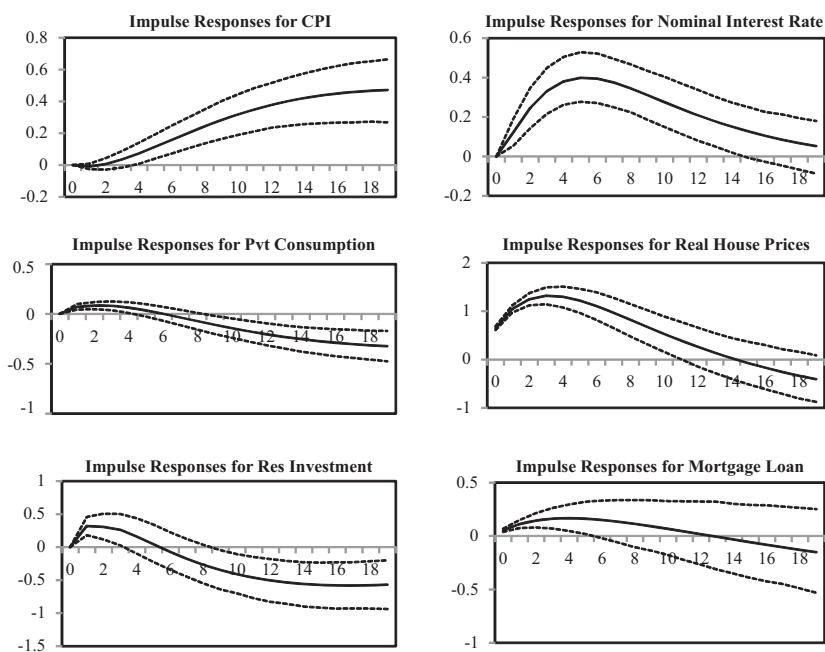 Impulse Responses for CPI
0.8
0.6
0.4
0.2
0
-0.2
0 2 4 6 8 10 12 14 16 18
Impulse Responses for Nominal Interest Rate
0.6
0.4
0.2
0
-0.2
0 2 4 6 8 10 12 14 16 18
Impulse Responses for Pvt Consumption
0.5
0
-0.5
-1
0 2 4 6 8 10 12 14 16 18
Impulse Responses for Real House Prices
2
1
0
-1
0 2 4 6 8 10 12 14 16 18
Impulse Responses for Res Investment
1
0.5
0
-0.5
-1
-1.5
0 2 4 6 8 10 12 14 16 18
Impulse Responses for Mortgage Loan
0.5
0
-0.5
-1
0 2 4 6 8 10 12 14 16 18